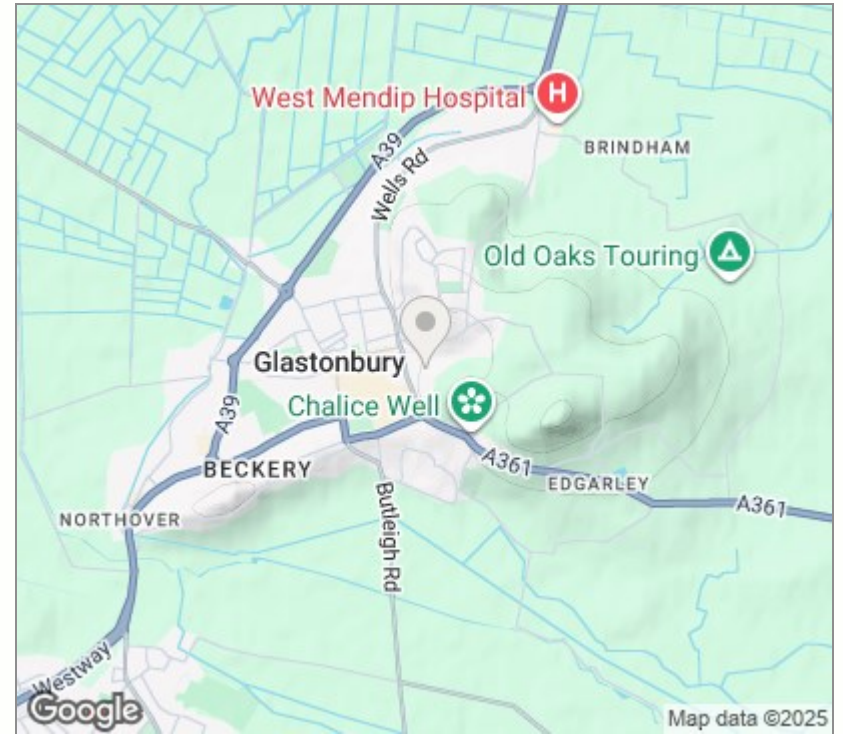 West Mendip Hospital
H
BRINDHAM
A39
Wells Rd
Old Oaks Touring
Glastonbury
Chalice Well
A39
BECKERY
A361
EDGARLEY
A361
NORTHOVER
Butleigh Rd
Westway
Google
Map data ©2025